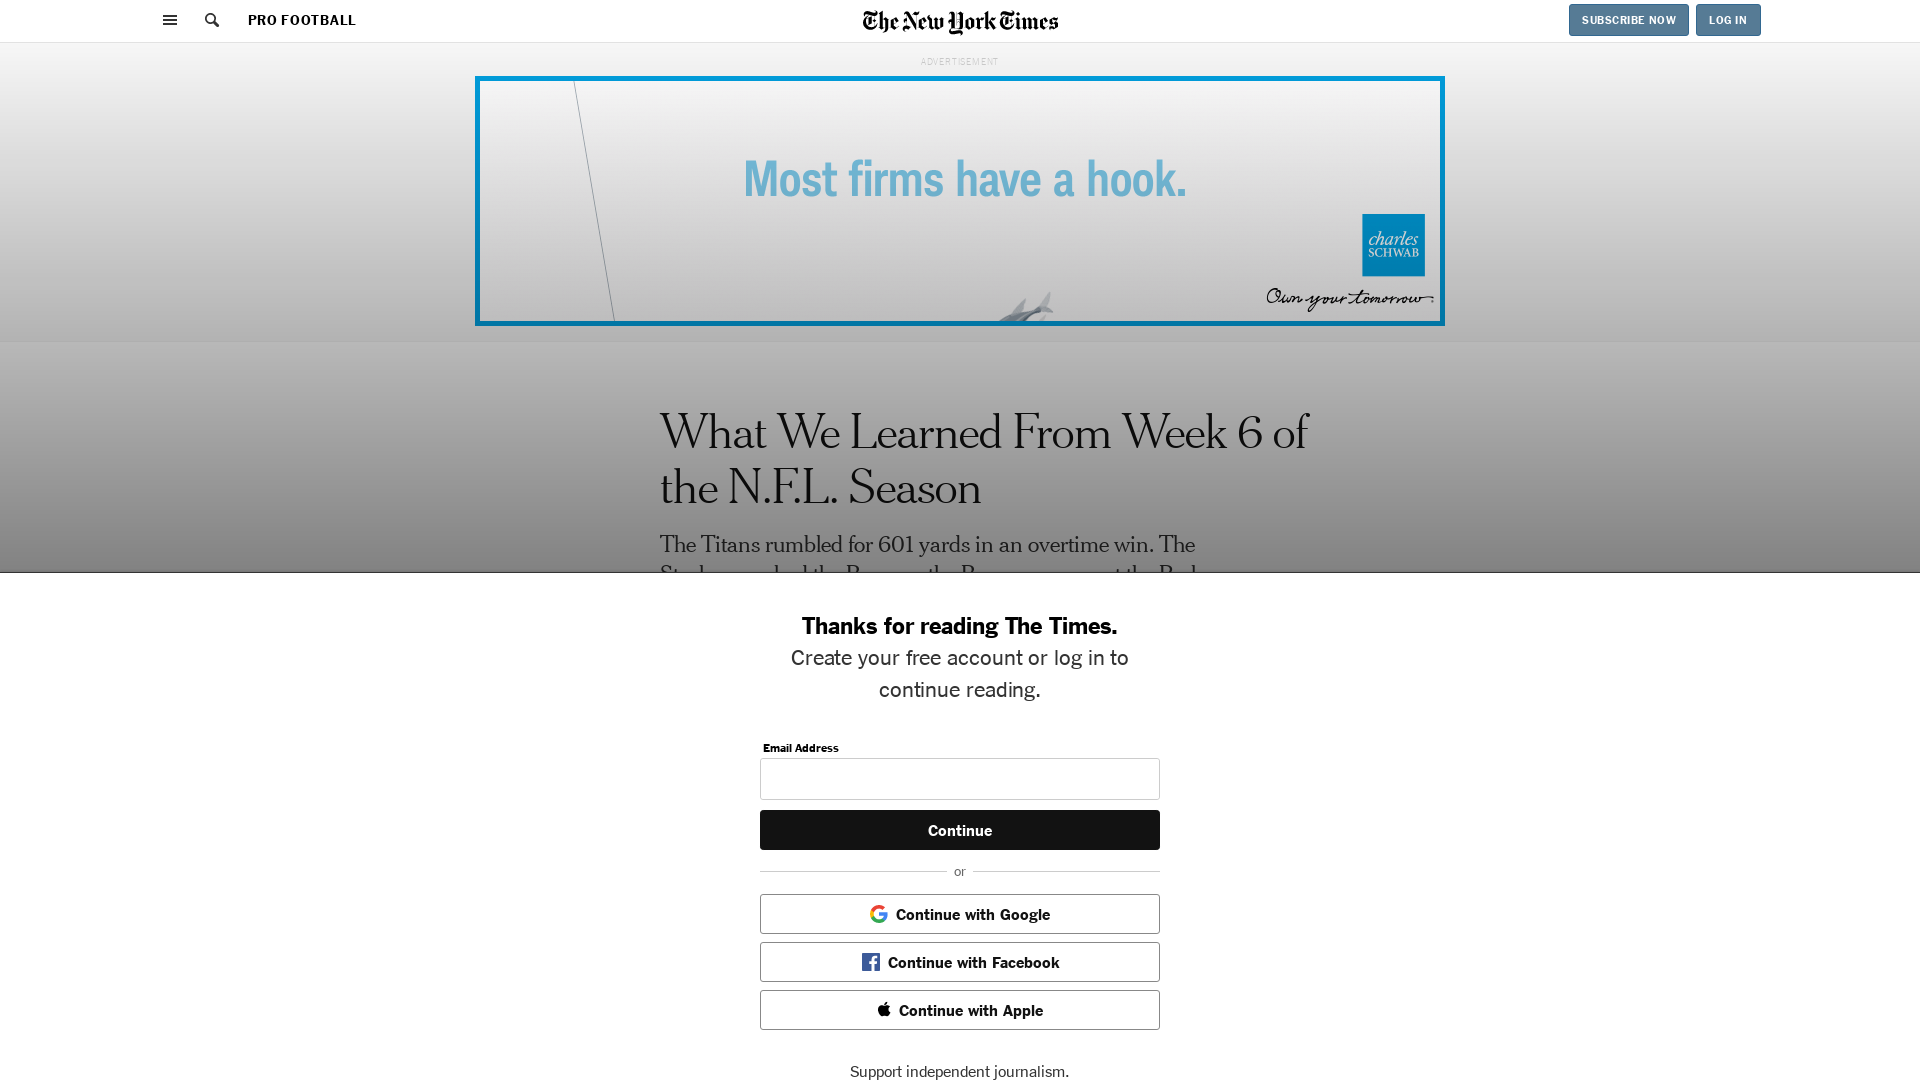 PRO FOOTBALL
The New York Times
SUBSCRIBE NOW
LOG IN
ADVERTISEMENT
Most firms have a hook.
charles
SCHWAB
Own your tomorrow
What We Learned From Week 6 of
the N.F.L. Season
The Titans rumbled for 601 yards in an overtime win. The
Thanks for reading The Times.
Create your free account or log in to
continue reading.
Email Address
Continue
or
Continue with Google
Continue with Facebook
Continue with Apple
Support independent journalism.